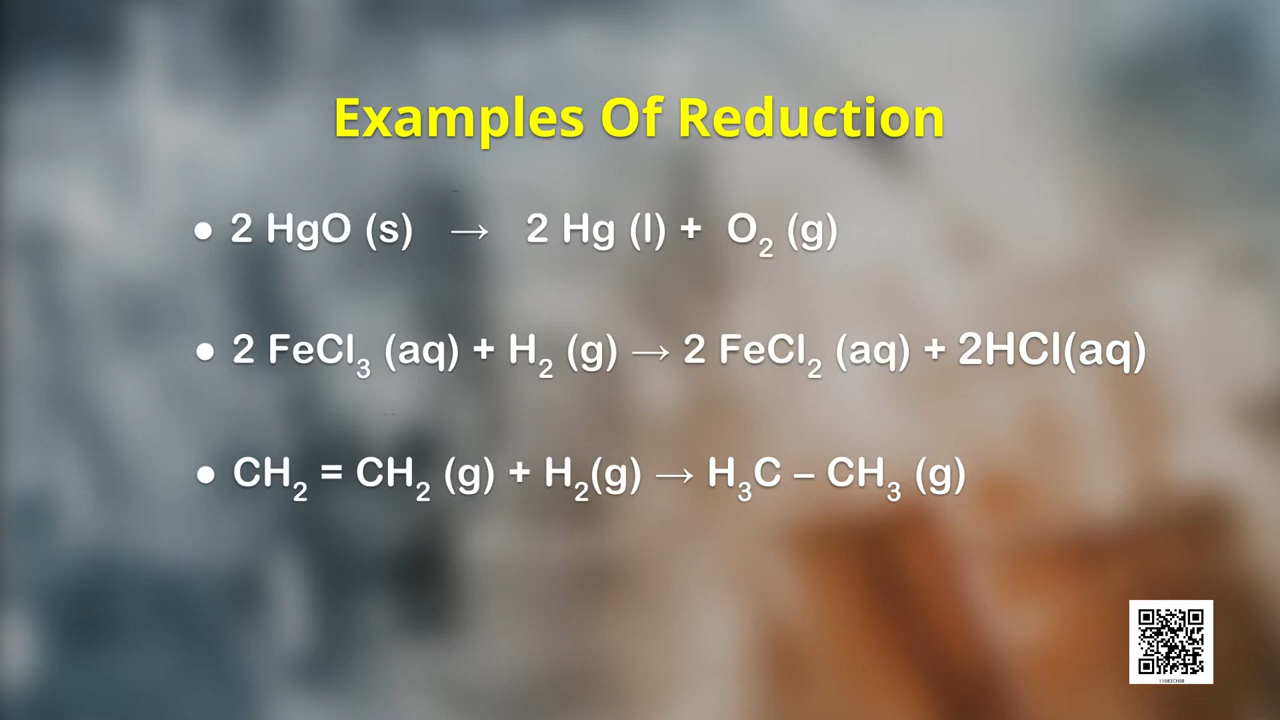 Examples Of Reduction
• 2 HgO (s) → 2 Hg (l) + O₂ (g)
• 2 FeCl₃ (aq) + H₂ (g) → 2 FeCl₂ (aq) + 2HCl(aq)
• CH₂ = CH₂ (g) + H₂(g) → H₃C – CH₃ (g)